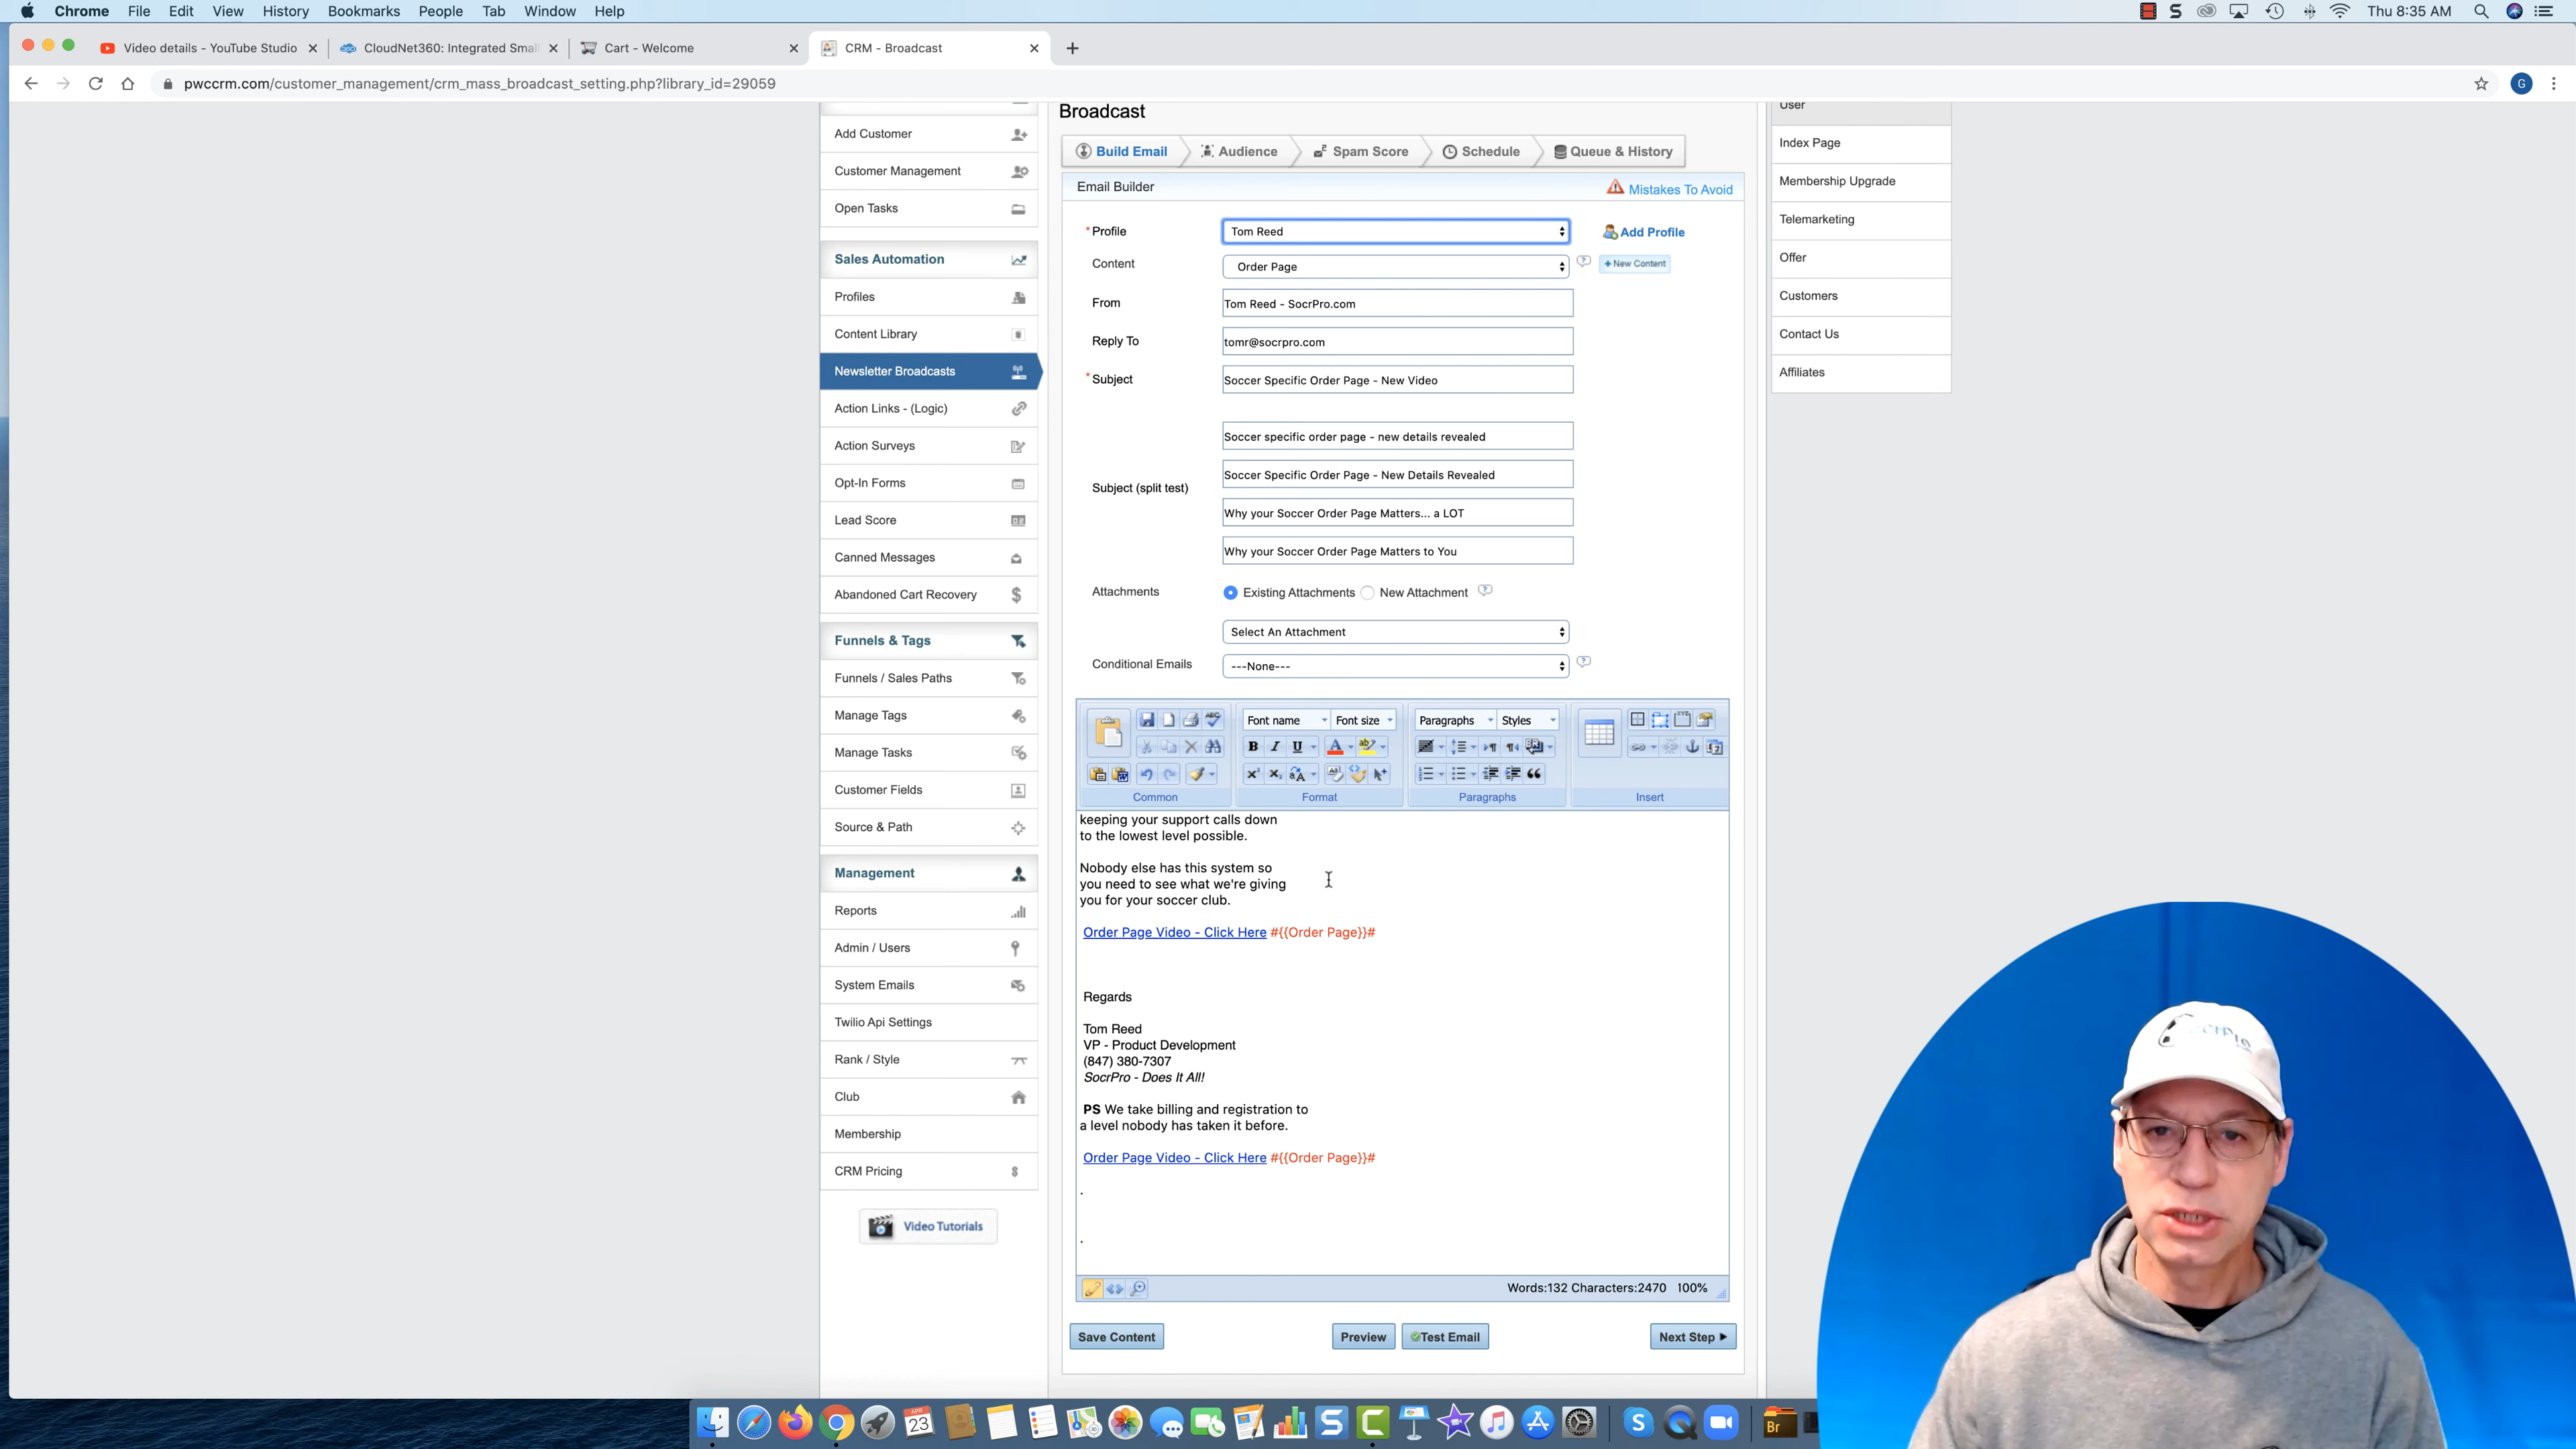 Chrome File Edit View History Bookmarks People Tab Window Help
Thu 8:35 AM
Video details - YouTube Studio
CloudNet360: Integrated Smal
Cart - Welcome
CRM - Broadcast
pwccrm.com/customer_management/crm_mass_broadcast_setting.php?library_id=29059
G
Add Customer
Customer Management
Open Tasks
Sales Automation
Profiles
Content Library
Newsletter Broadcasts
Action Links - (Logic)
Action Surveys
Opt-In Forms
Lead Score
Canned Messages
Abandoned Cart Recovery
Funnels & Tags
Funnels / Sales Paths
Manage Tags
Manage Tasks
Customer Fields
Source & Path
Management
Reports
Admin / Users
System Emails
Twilio Api Settings
Rank / Style
Club
Membership
CRM Pricing
Video Tutorials
Broadcast
Build Email Audience Spam Score Schedule Queue & History
Email Builder
Mistakes To Avoid
* Profile Tom Reed Add Profile
Content Order Page + New Content
From Tom Reed - SocrPro.com
Reply To tomr@socrpro.com
* Subject Soccer Specific Order Page - New Video
Subject (split test)
Soccer specific order page - new details revealed
Soccer Specific Order Page - New Details Revealed
Why your Soccer Order Page Matters... a LOT
Why your Soccer Order Page Matters to You
Attachments Existing Attachments New Attachment
Select An Attachment
Conditional Emails ---None---
Font name Font size Paragraphs Styles
Common Format Paragraphs Insert
keeping your support calls down
to the lowest level possible.
Nobody else has this system so
you need to see what we're giving
you for your soccer club.
Order Page Video - Click Here #{{Order Page}}#
Regards
Tom Reed
VP - Product Development
(847) 380-7307
SocrPro - Does It All!
PS We take billing and registration to
a level nobody has taken it before.
Order Page Video - Click Here #{{Order Page}}#
.
.
Words:132 Characters:2470 100%
Save Content Preview Test Email Next Step
User
Index Page
Membership Upgrade
Telemarketing
Offer
Customers
Contact Us
Affiliates
APR
23
Br